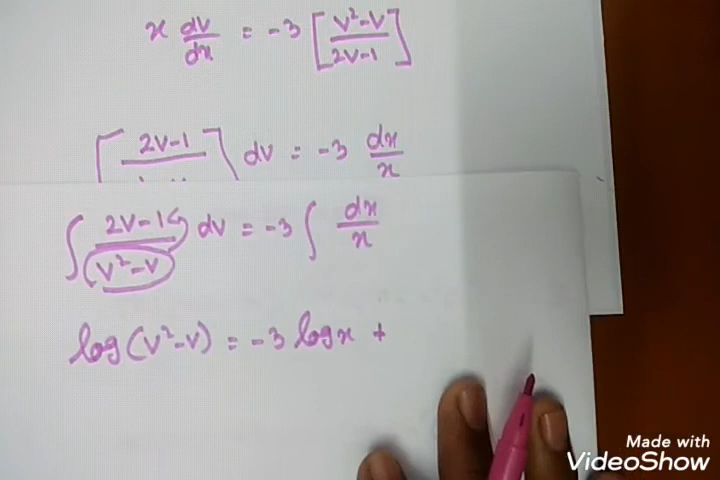 x dv/dx = -3 [v²-v / 2v-1]
[2v-1 / ] dv = -3 dx/x
∫ 2v-1 / v²-v dv = -3 ∫ dx/x
log(v²-v) = -3 logx +
Made with
VideoShow